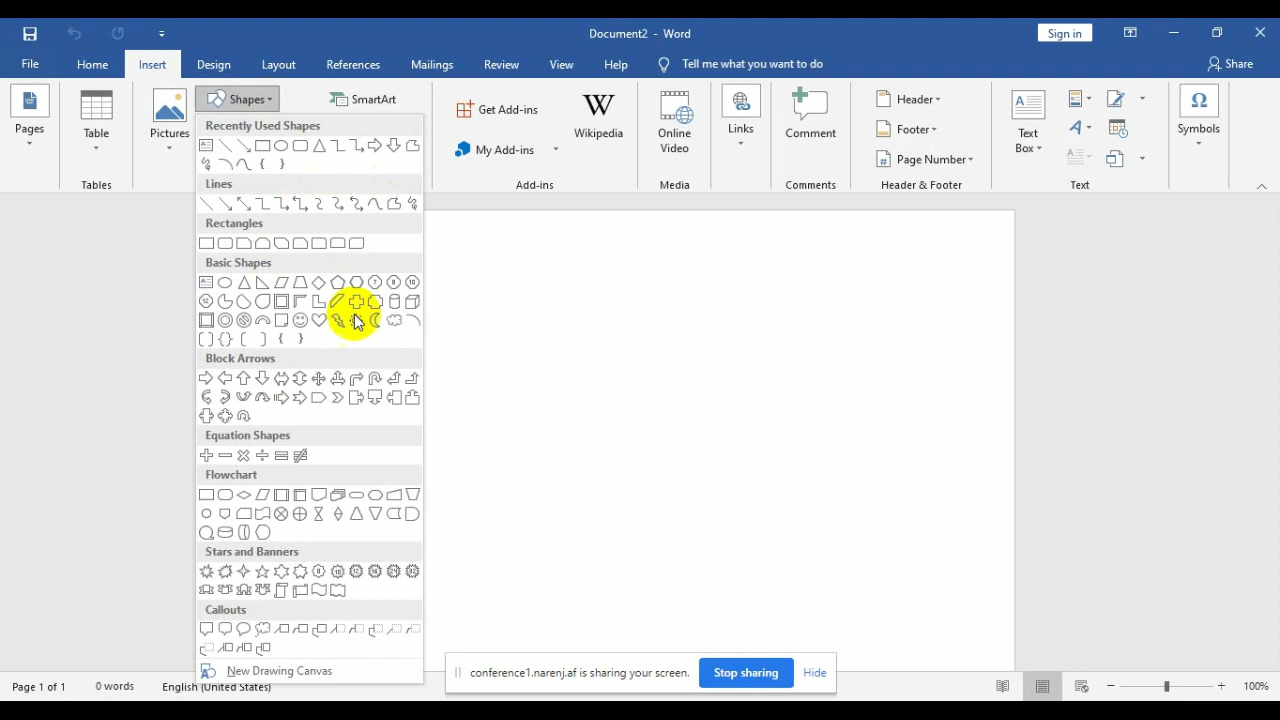 Document2 - Word
Sign in
File
Home
Insert
Design
Layout
References
Mailings
Review
View
Help
Tell me what you want to do
Share
Pages
Table
Tables
Pictures
Shapes
SmartArt
Get Add-ins
My Add-ins
Wikipedia
Add-ins
Online
Video
Media
Links
Comment
Comments
Header
Footer
Page Number
Header & Footer
Text
Box
Text
Symbols
Recently Used Shapes
Lines
Rectangles
Basic Shapes
Block Arrows
Equation Shapes
Flowchart
Stars and Banners
Callouts
New Drawing Canvas
conference1.narenj.af is sharing your screen.
Stop sharing
Hide
Page 1 of 1
0 words
English (United States)
100%